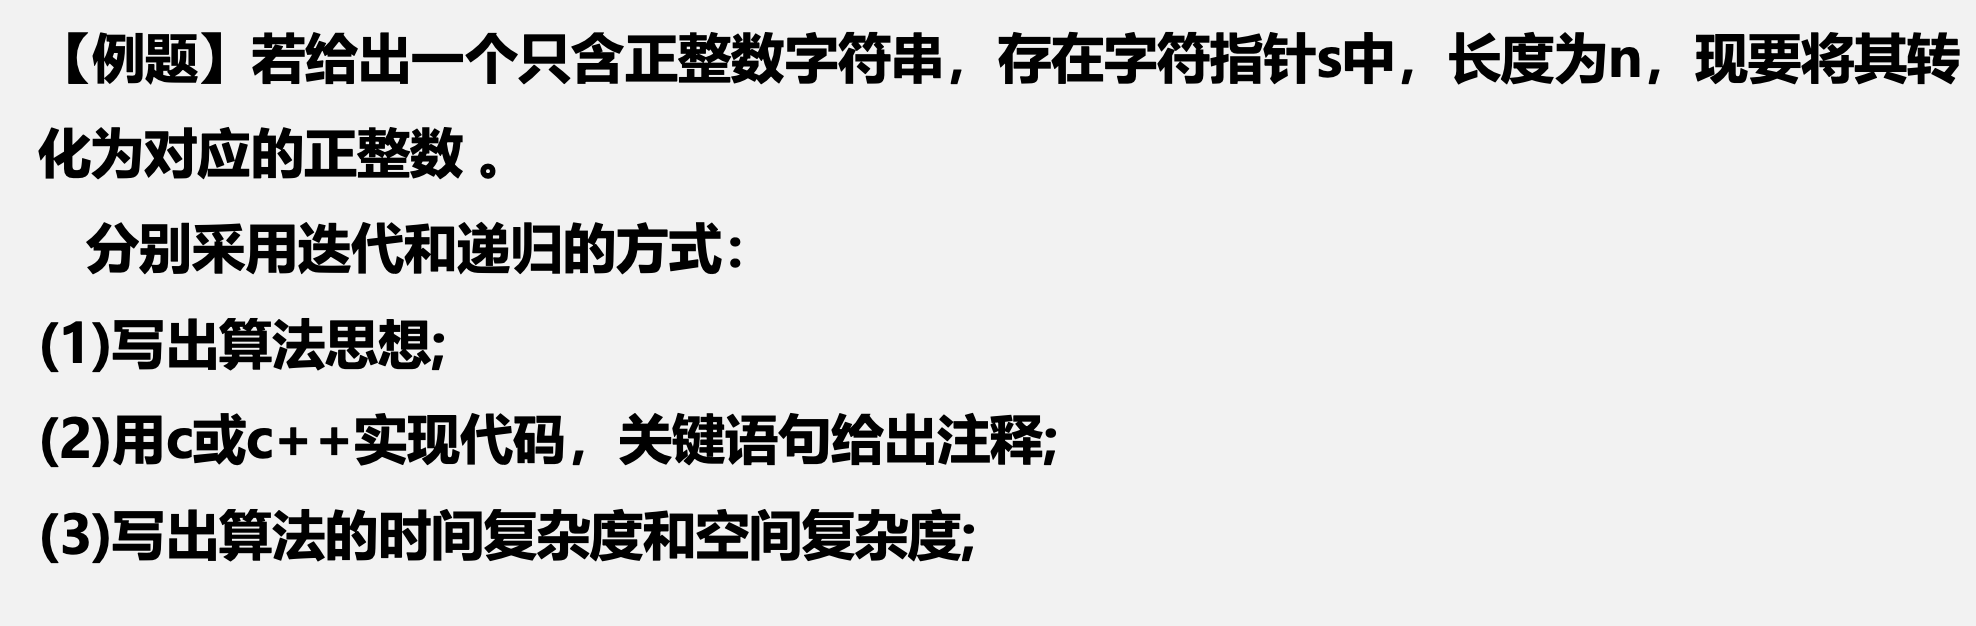 【例题】若给出一个只含正整数字符串，存在字符指针s中，长度为n，现要将其转
化为对应的正整数 。
分别采用迭代和递归的方式：
(1)写出算法思想;
(2)用c或c++实现代码，关键语句给出注释;
(3)写出算法的时间复杂度和空间复杂度;